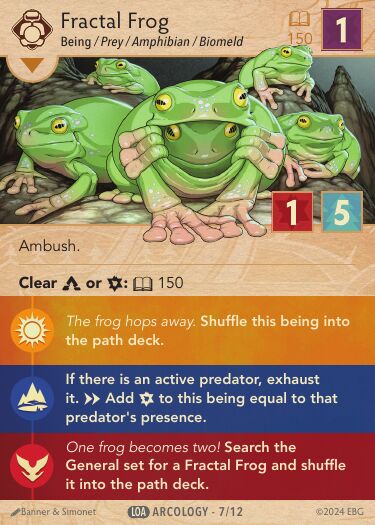 Fractal Frog
Being / Prey / Amphibian / Biomeld
150
1
1
5
Ambush.
Clear or : 150
The frog hops away. Shuffle this being into
the path deck.
If there is an active predator, exhaust
it. Add to this being equal to that
predator's presence.
One frog becomes two! Search the
General set for a Fractal Frog and shuffle
it into the path deck.
Banner & Simonet
LOA ARCOLOGY - 7/12
©2024 EBG